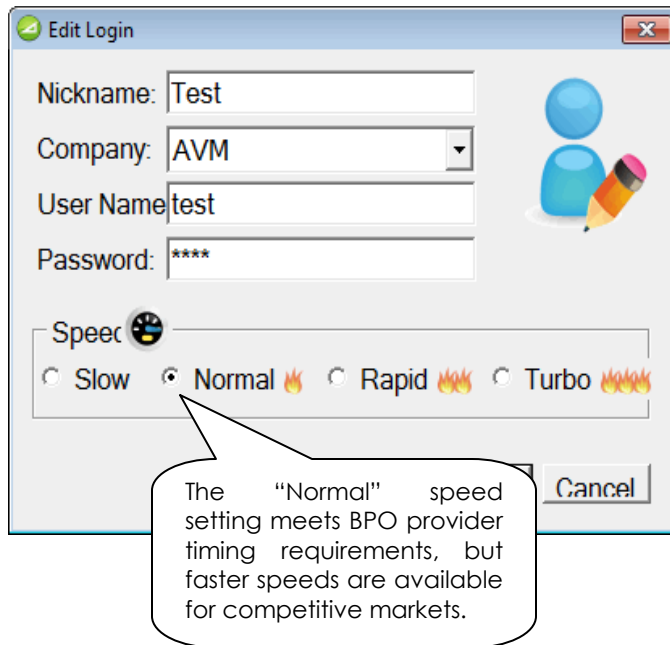 Edit Login
Nickname: Test
Company: AVM
User Name test
Password: ****
Speec
Slow Normal Rapid Turbo
Cancel
The “Normal” speed
setting meets BPO provider
timing requirements, but
faster speeds are available
for competitive markets.